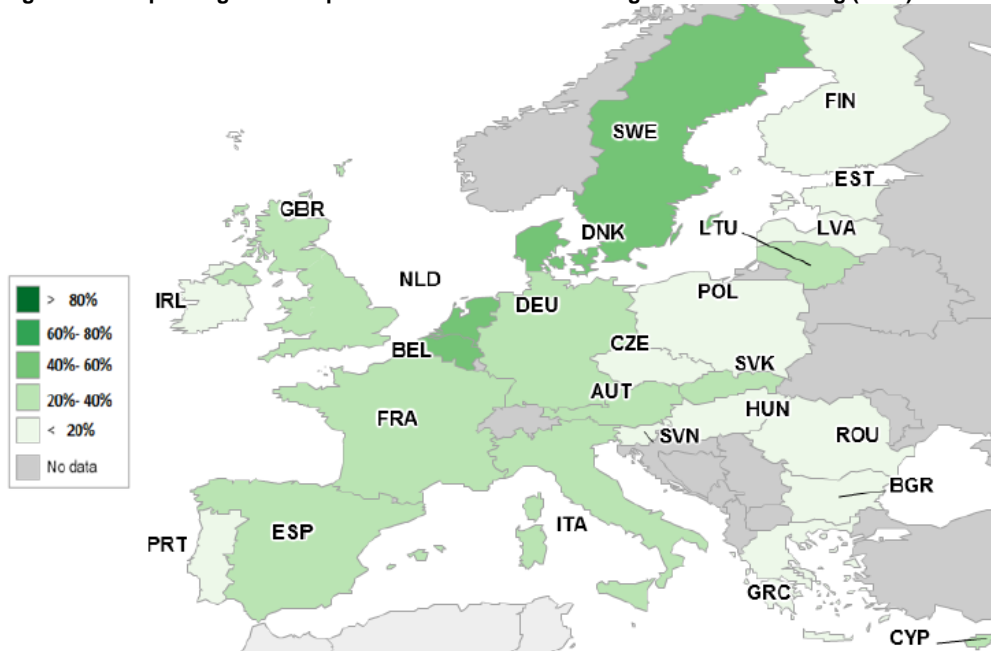 FIN
SWE
EST
GBR
DNK
LTU
LVA
NLD
IRL
DEU
POL
> 80%
60%- 80%
40%- 60%
20%- 40%
< 20%
No data
BEL
CZE
SVK
AUT
FRA
HUN
SVN
ROU
BGR
ESP
ITA
PRT
GRC
CYP